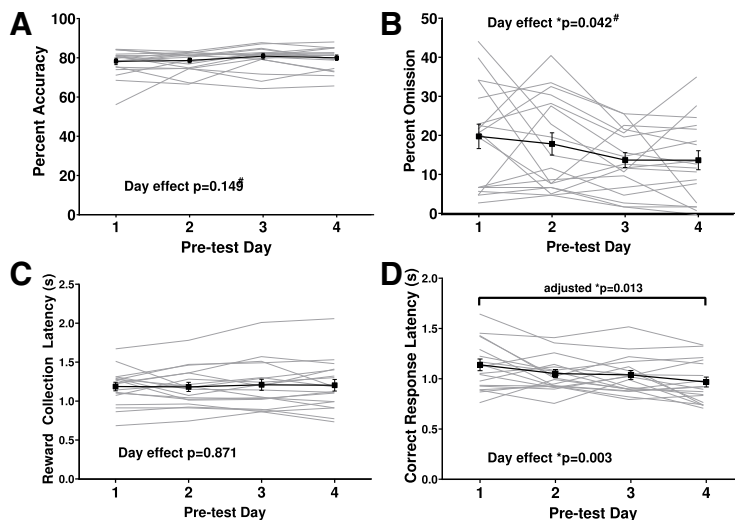 A
100
80
60
40
20
0
Percent Accuracy
Day effect p=0.149#
1 2 3 4
Pre-test Day
B
50
40
30
20
10
0
Percent Omission
Day effect *p=0.042#
1 2 3 4
Pre-test Day
C
2.5
2.0
1.5
1.0
0.5
0.0
Reward Collection Latency (s)
Day effect p=0.871
1 2 3 4
Pre-test Day
D
2.0
1.5
1.0
0.5
0.0
Correct Response Latency (s)
adjusted *p=0.013
Day effect *p=0.003
1 2 3 4
Pre-test Day